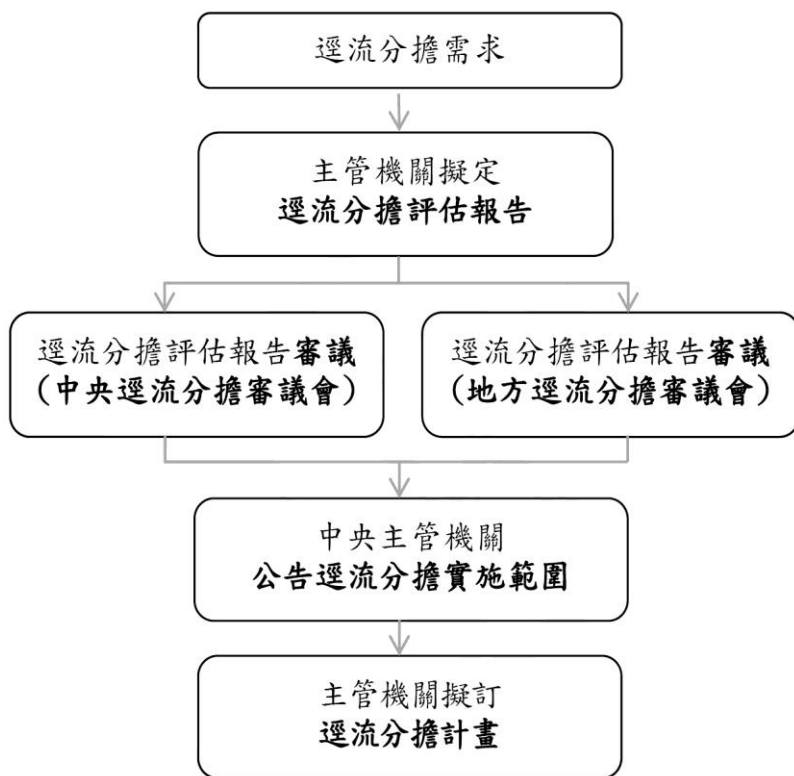 逕流分擔需求
主管機關擬定
逕流分擔評估報告
逕流分擔評估報告審議
(中央逕流分擔審議會)
逕流分擔評估報告審議
(地方逕流分擔審議會)
中央主管機關
公告逕流分擔實施範圍
主管機關擬訂
逕流分擔計畫